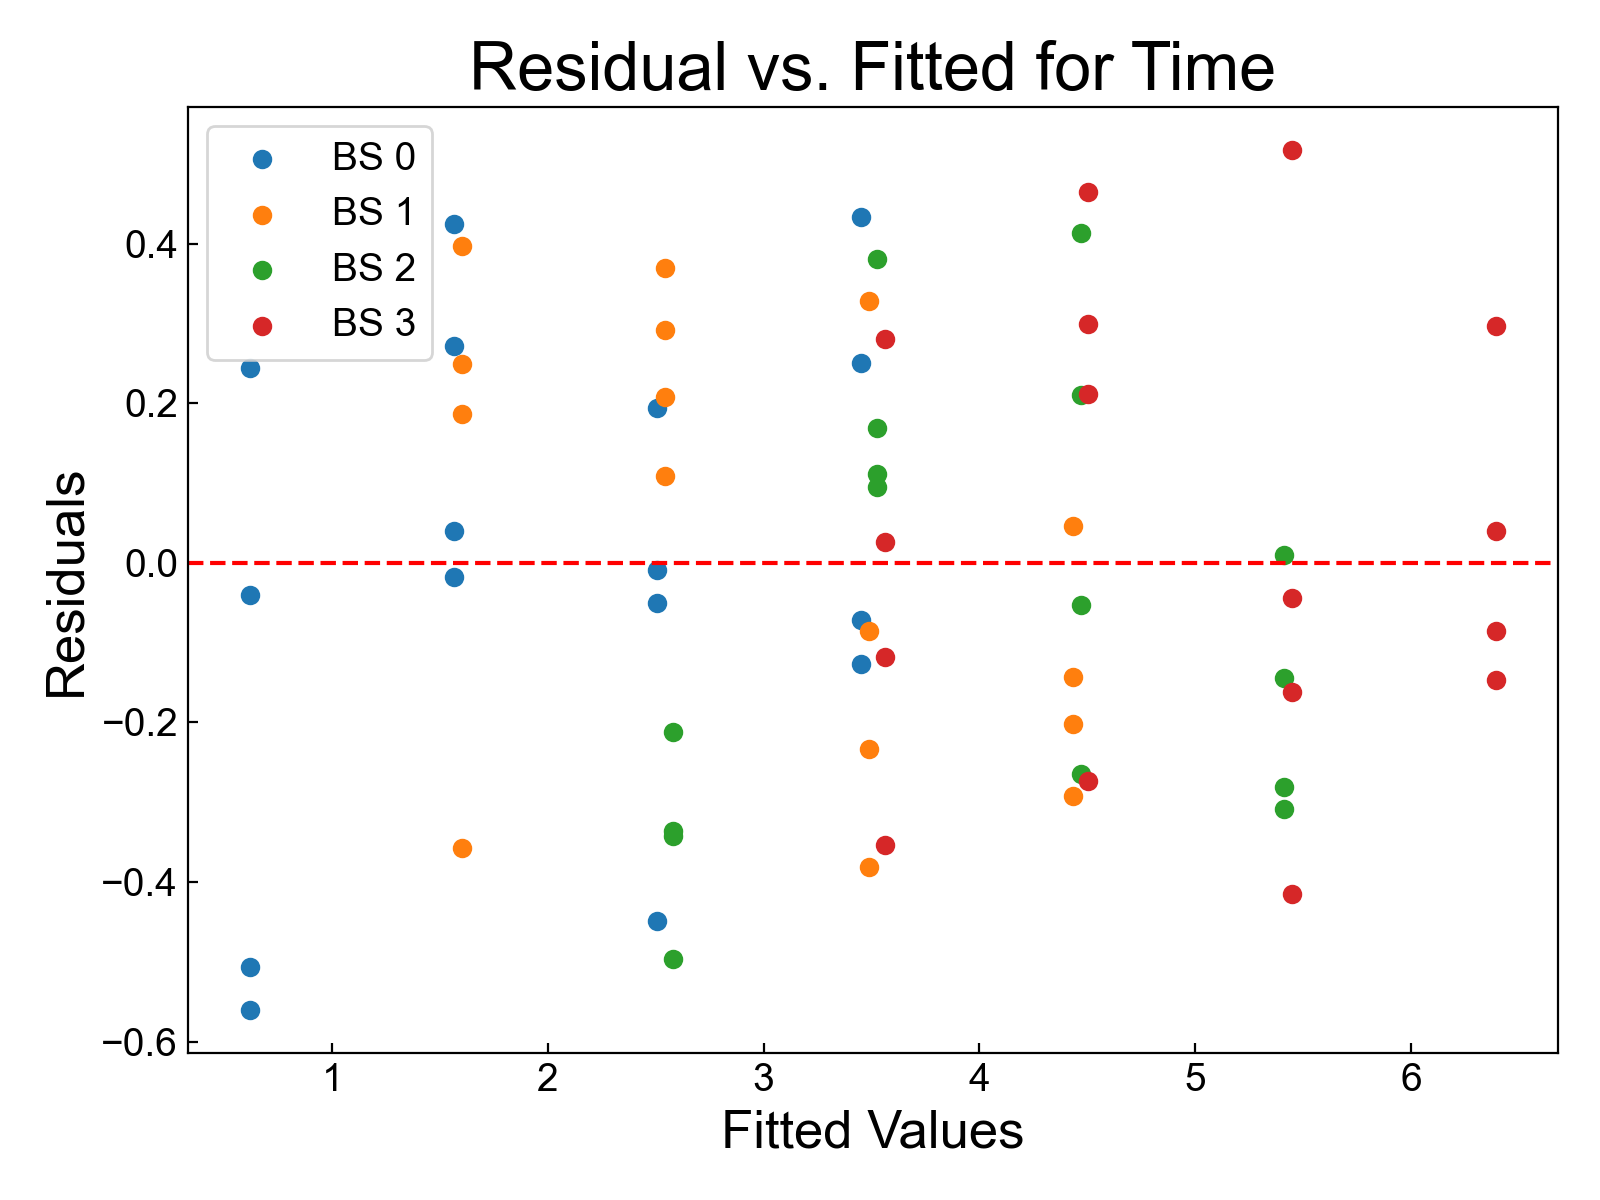 Residual vs. Fitted for Time
BS 0
BS 1
BS 2
BS 3
0.4
0.2
0.0
−0.2
−0.4
−0.6
Residuals
1 2 3 4 5 6
Fitted Values